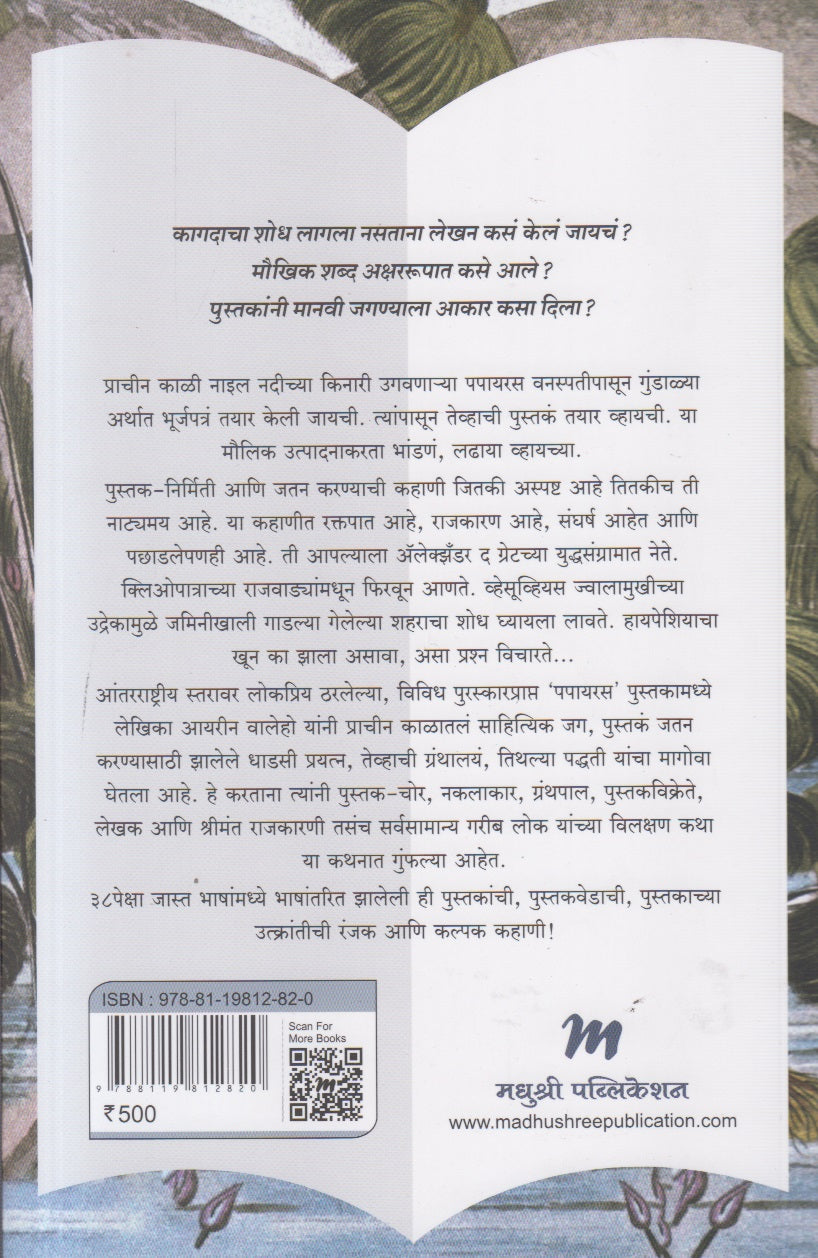 कागदाचा शोध लागला नसताना लेखन कसं केलं जायचं?
मौखिक शब्द अक्षररूपात कसे आले?
पुस्तकांनी मानवी जगण्याला आकार कसा दिला?
प्राचीन काळी नाइल नदीच्या किनारी उगवणाऱ्या पपायरस वनस्पतीपासून गुंडाळ्या
अर्थात भूर्जपत्रं तयार केली जायची. त्यांपासून तेव्हाची पुस्तकं तयार व्हायची. या
मौलिक उत्पादनाकरता भांडणं, लढाया व्हायच्या.
पुस्तक-निर्मिती आणि जतन करण्याची कहाणी जितकी अस्पष्ट आहे तितकीच ती
नाट्यमय आहे. या कहाणीत रक्तपात आहे, राजकारण आहे, संघर्ष आहेत आणि
पछाडलेपणही आहे. ती आपल्याला ॲलेक्झँडर द ग्रेटच्या युद्धसंग्रामात नेते.
क्लिओपात्राच्या राजवाड्यांमधून फिरवून आणते. व्हेसूव्हियस ज्वालामुखीच्या
उद्रेकामुळे जमिनीखाली गाडल्या गेलेल्या शहराचा शोध घ्यायला लावते. हायपेशियाचा
खून का झाला असावा, असा प्रश्न विचारते...
आंतरराष्ट्रीय स्तरावर लोकप्रिय ठरलेल्या, विविध पुरस्कारप्राप्त 'पपायरस' पुस्तकामध्ये
लेखिका आयरीन वालेहो यांनी प्राचीन काळातलं साहित्यिक जग, पुस्तकं जतन
करण्यासाठी झालेले धाडसी प्रयत्न, तेव्हाची ग्रंथालयं, तिथल्या पद्धती यांचा मागोवा
घेतला आहे. हे करताना त्यांनी पुस्तक-चोर, नकलाकार, ग्रंथपाल, पुस्तकविक्रेते,
लेखक आणि श्रीमंत राजकारणी तसंच सर्वसामान्य गरीब लोक यांच्या विलक्षण कथा
या कथनात गुंफल्या आहेत.
३८पेक्षा जास्त भाषांमध्ये भाषांतरित झालेली ही पुस्तकांची, पुस्तकवेडाची, पुस्तकाच्या
उत्क्रांतीची रंजक आणि कल्पक कहाणी!
ISBN : 978-81-19812-82-0
Scan For
More Books
9 788119 812820
₹500
m
मधुश्री पब्लिकेशन
www.madhushreepublication.com